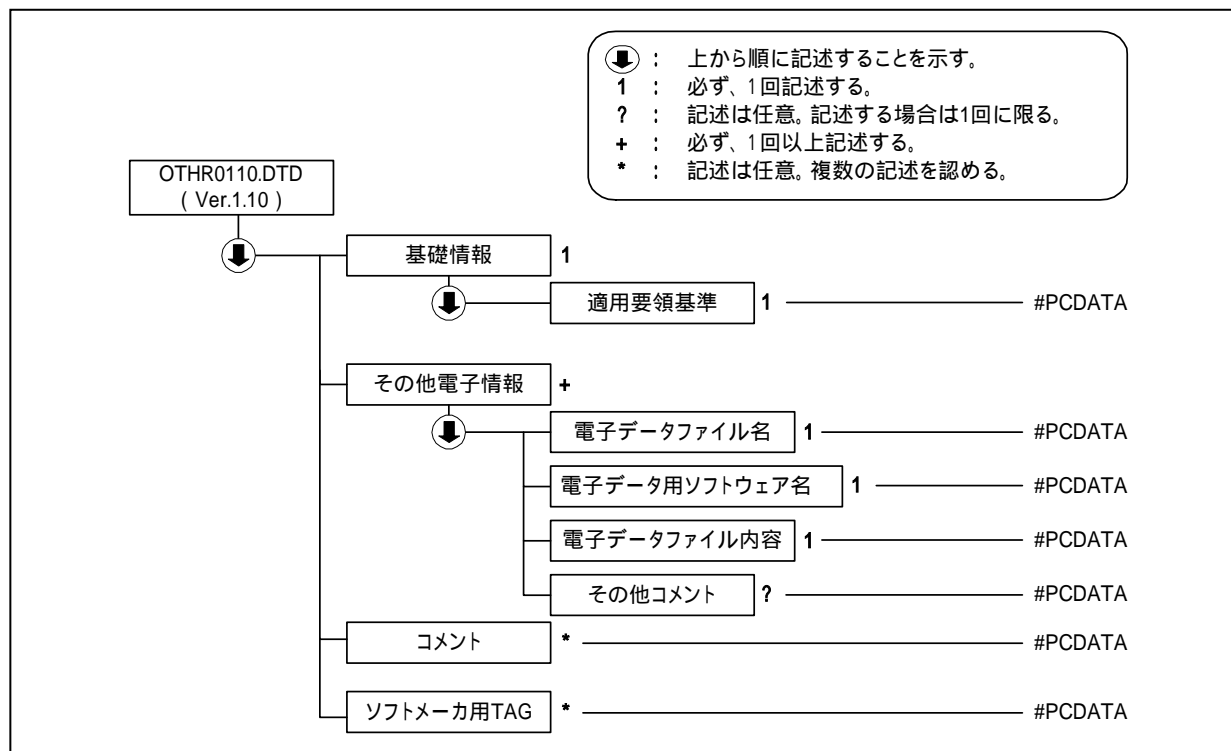 ： 上から順に記述することを示す。
1 ： 必ず、1回記述する。
? ： 記述は任意。記述する場合は1回に限る。
+ ： 必ず、1回以上記述する。
* ： 記述は任意。複数の記述を認める。
OTHR0110.DTD
( Ver.1.10 )
基礎情報 1
適用要領基準 1 #PCDATA
その他電子情報 +
電子データファイル名 1 #PCDATA
電子データ用ソフトウェア名 1 #PCDATA
電子データファイル内容 1 #PCDATA
その他コメント ? #PCDATA
コメント * #PCDATA
ソフトメーカ用TAG * #PCDATA